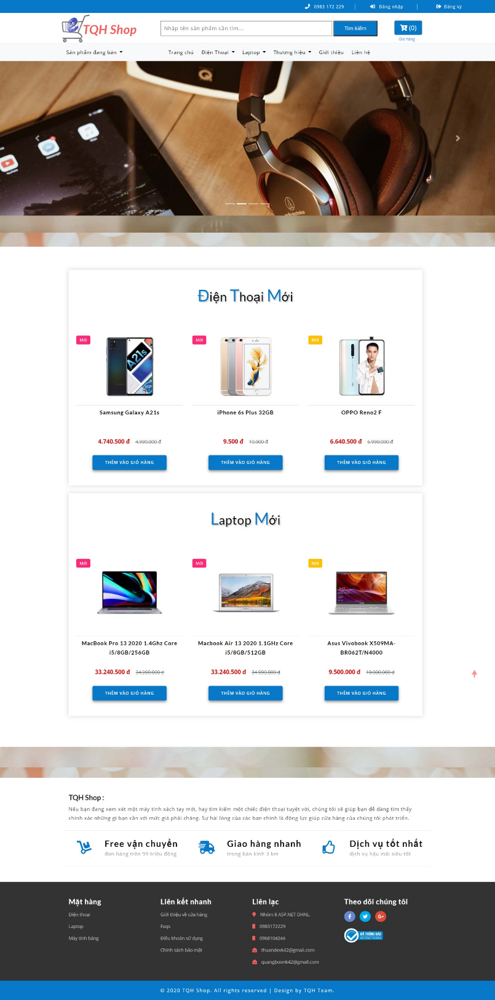 0983 172 229
Đăng nhập
Đăng ký
TQH Shop
Nhập tên sản phẩm cần tìm...
Tìm kiếm
(0)
Giỏ hàng
Sản phẩm đang bán
Trang chủ
Điện Thoại
Laptop
Thương hiệu
Giới thiệu
Liên hệ
audio-technica
Điện Thoại Mới
Mới
Mới
Mới
A21s
Samsung Galaxy A21s
iPhone 6s Plus 32GB
OPPO Reno2 F
4.740.500 đ 4.990.000 đ
9.500 đ 10.000 đ
6.640.500 đ 6.990.000 đ
THÊM VÀO GIỎ HÀNG
THÊM VÀO GIỎ HÀNG
THÊM VÀO GIỎ HÀNG
Laptop Mới
Mới
Mới
Mới
3:17
MacBook Pro 13 2020 1.4Ghz Core
i5/8GB/256GB
Macbook Air 13 2020 1.1GHz Core
i5/8GB/512GB
Asus Vivobook X509MA-
BR062T/N4000
33.240.500 đ 34.990.000 đ
33.240.500 đ 34.990.000 đ
9.500.000 đ 10.000.000 đ
THÊM VÀO GIỎ HÀNG
THÊM VÀO GIỎ HÀNG
THÊM VÀO GIỎ HÀNG
TQH Shop :
Nếu bạn đang xem xét một máy tính xách tay mới, hay tìm kiếm một chiếc điện thoại tuyệt vời, chúng tôi sẽ giúp bạn dễ dàng tìm thấy
chính xác những gì bạn cần với mức giá phải chăng. Sự hài lòng của các bạn chính là động lực giúp cửa hàng của chúng tôi phát triển.
Free vận chuyển
đơn hàng trên 99 triệu đồng
Giao hàng nhanh
trong bán kính 3 km
Dịch vụ tốt nhất
dịch vụ hậu mãi siêu tốt
Mặt hàng
Điện thoại
Laptop
Máy tính bảng
Liên kết nhanh
Giới thiệu về cửa hàng
Faqs
Điều khoản sử dụng
Chính sách bảo mật
Liên lạc
Nhóm 8 ASP.NET DHNL.
0983172229
0968104244
thuandevk42@gmail.com
quangboonk42@gmail.com
Theo dõi chúng tôi
ĐÃ THÔNG BÁO
BỘ CÔNG THƯƠNG
© 2020 TQH Shop. All rights reserved | Design by TQH Team.